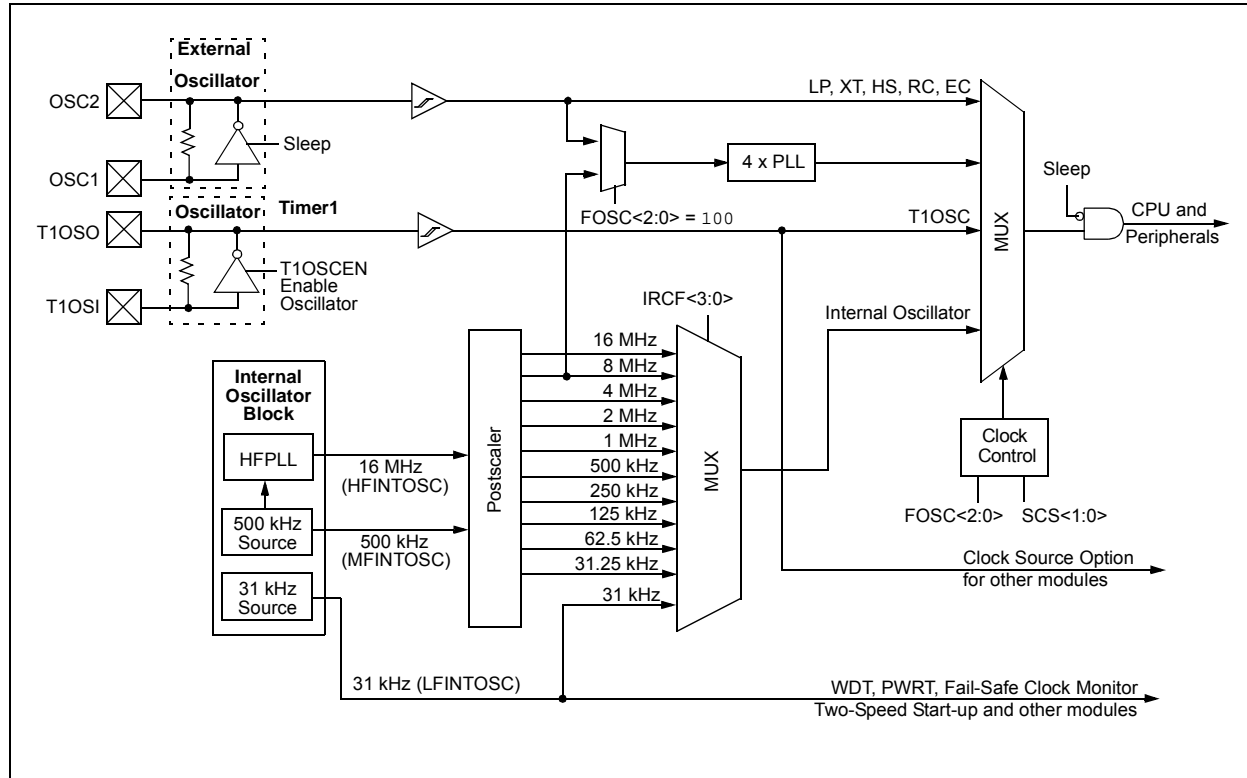 External
Oscillator
OSC2
Sleep
OSC1
Oscillator
Timer1
T1OSO
T1OSCEN
Enable
Oscillator
T1OSI
LP, XT, HS, RC, EC
4 x PLL
FOSC<2:0> = 100
T1OSC
MUX
Sleep
CPU and
Peripherals
IRCF<3:0>
Internal Oscillator
Internal
Oscillator
Block
HFPLL
500 kHz
Source
31 kHz
Source
16 MHz
(HFINTOSC)
500 kHz
(MFINTOSC)
Postscaler
16 MHz
8 MHz
4 MHz
2 MHz
1 MHz
500 kHz
250 kHz
125 kHz
62.5 kHz
31.25 kHz
31 kHz
MUX
Clock
Control
FOSC<2:0>
SCS<1:0>
Clock Source Option
for other modules
31 kHz (LFINTOSC)
WDT, PWRT, Fail-Safe Clock Monitor
Two-Speed Start-up and other modules